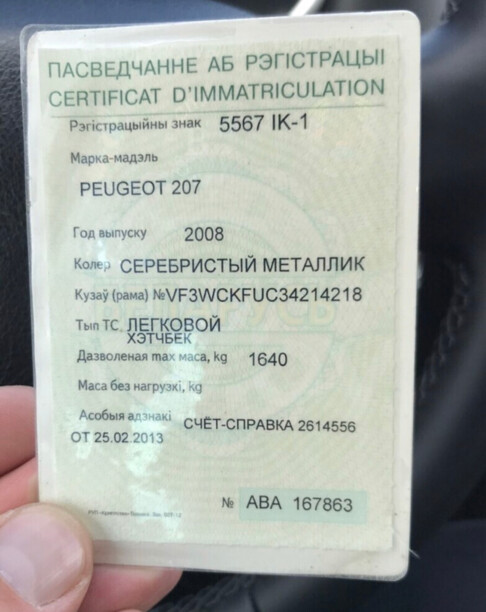 ПАСВЕДЧАННЕ АБ РЭГІСТРАЦЫІ
CERTIFICAT D'IMMATRICULATION
Рэгістрацыйны знак 5567 IK-1
Марка-мадэль
PEUGEOT 207
Год выпуску 2008
Колер СЕРЕБРИСТЫЙ МЕТАЛЛИК
Кузаў (рама) №VF3WCKFUC34214218
Тып ТС ЛЕГКОВОЙ
ХЭТЧБЕК
Дазволеная max маса, kg 1640
Маса без нагрузкі, kg
Асобыя адзнакі СЧЁТ-СПРАВКА 2614556
ОТ 25.02.2013
№ АВА 167863